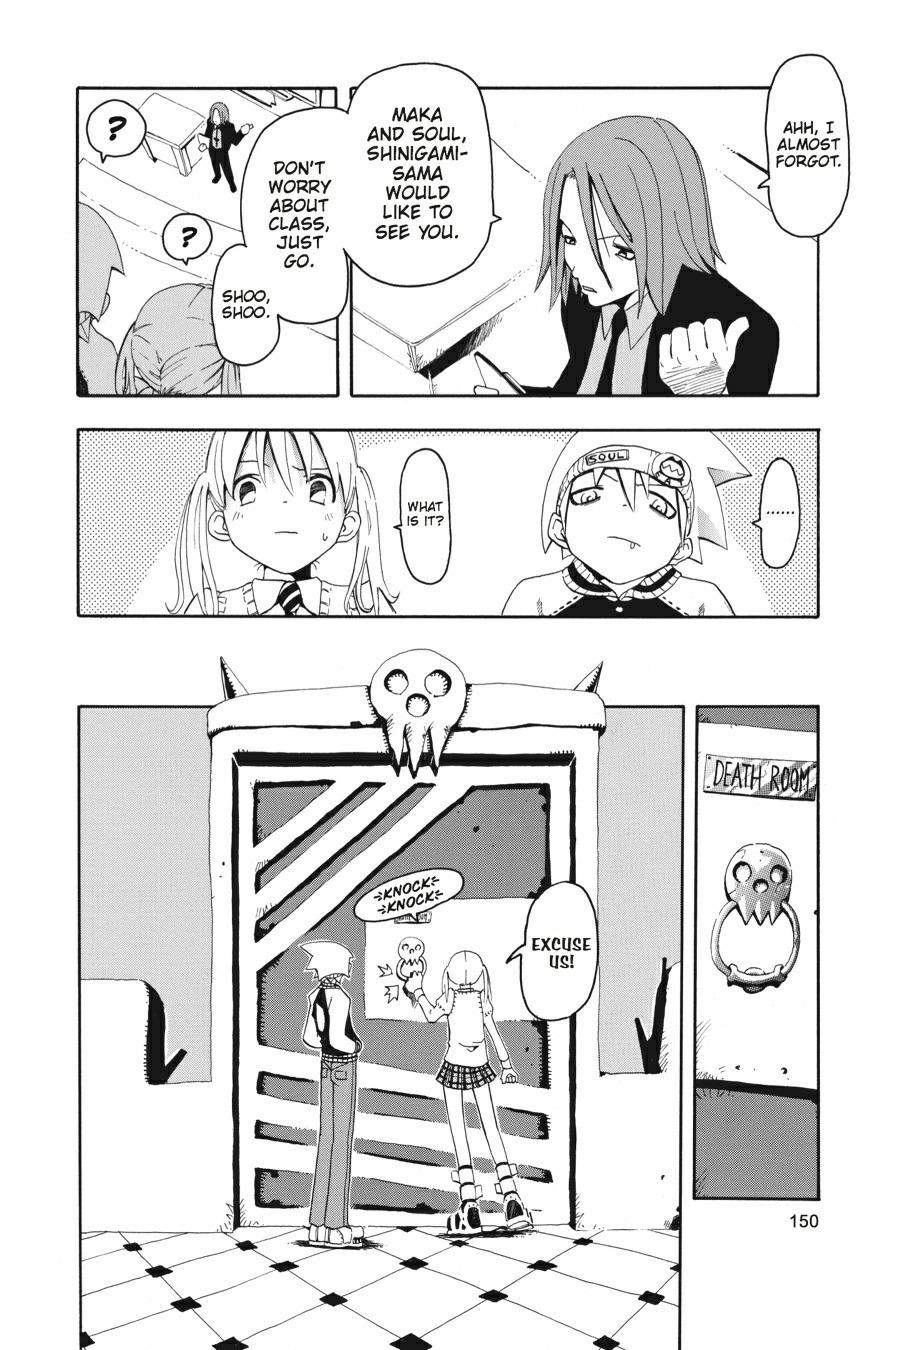 AHH, I
ALMOST
FORGOT.
MAKA
AND SOUL,
SHINIGAMI-
SAMA
WOULD
LIKE TO
SEE YOU.
DON'T
WORRY
ABOUT
CLASS,
JUST
GO.
SHOO,
SHOO.
?
?
......
SOUL
WHAT
IS IT?
DEATH ROOM
EXCUSE
US!
KNOCK
KNOCK
150